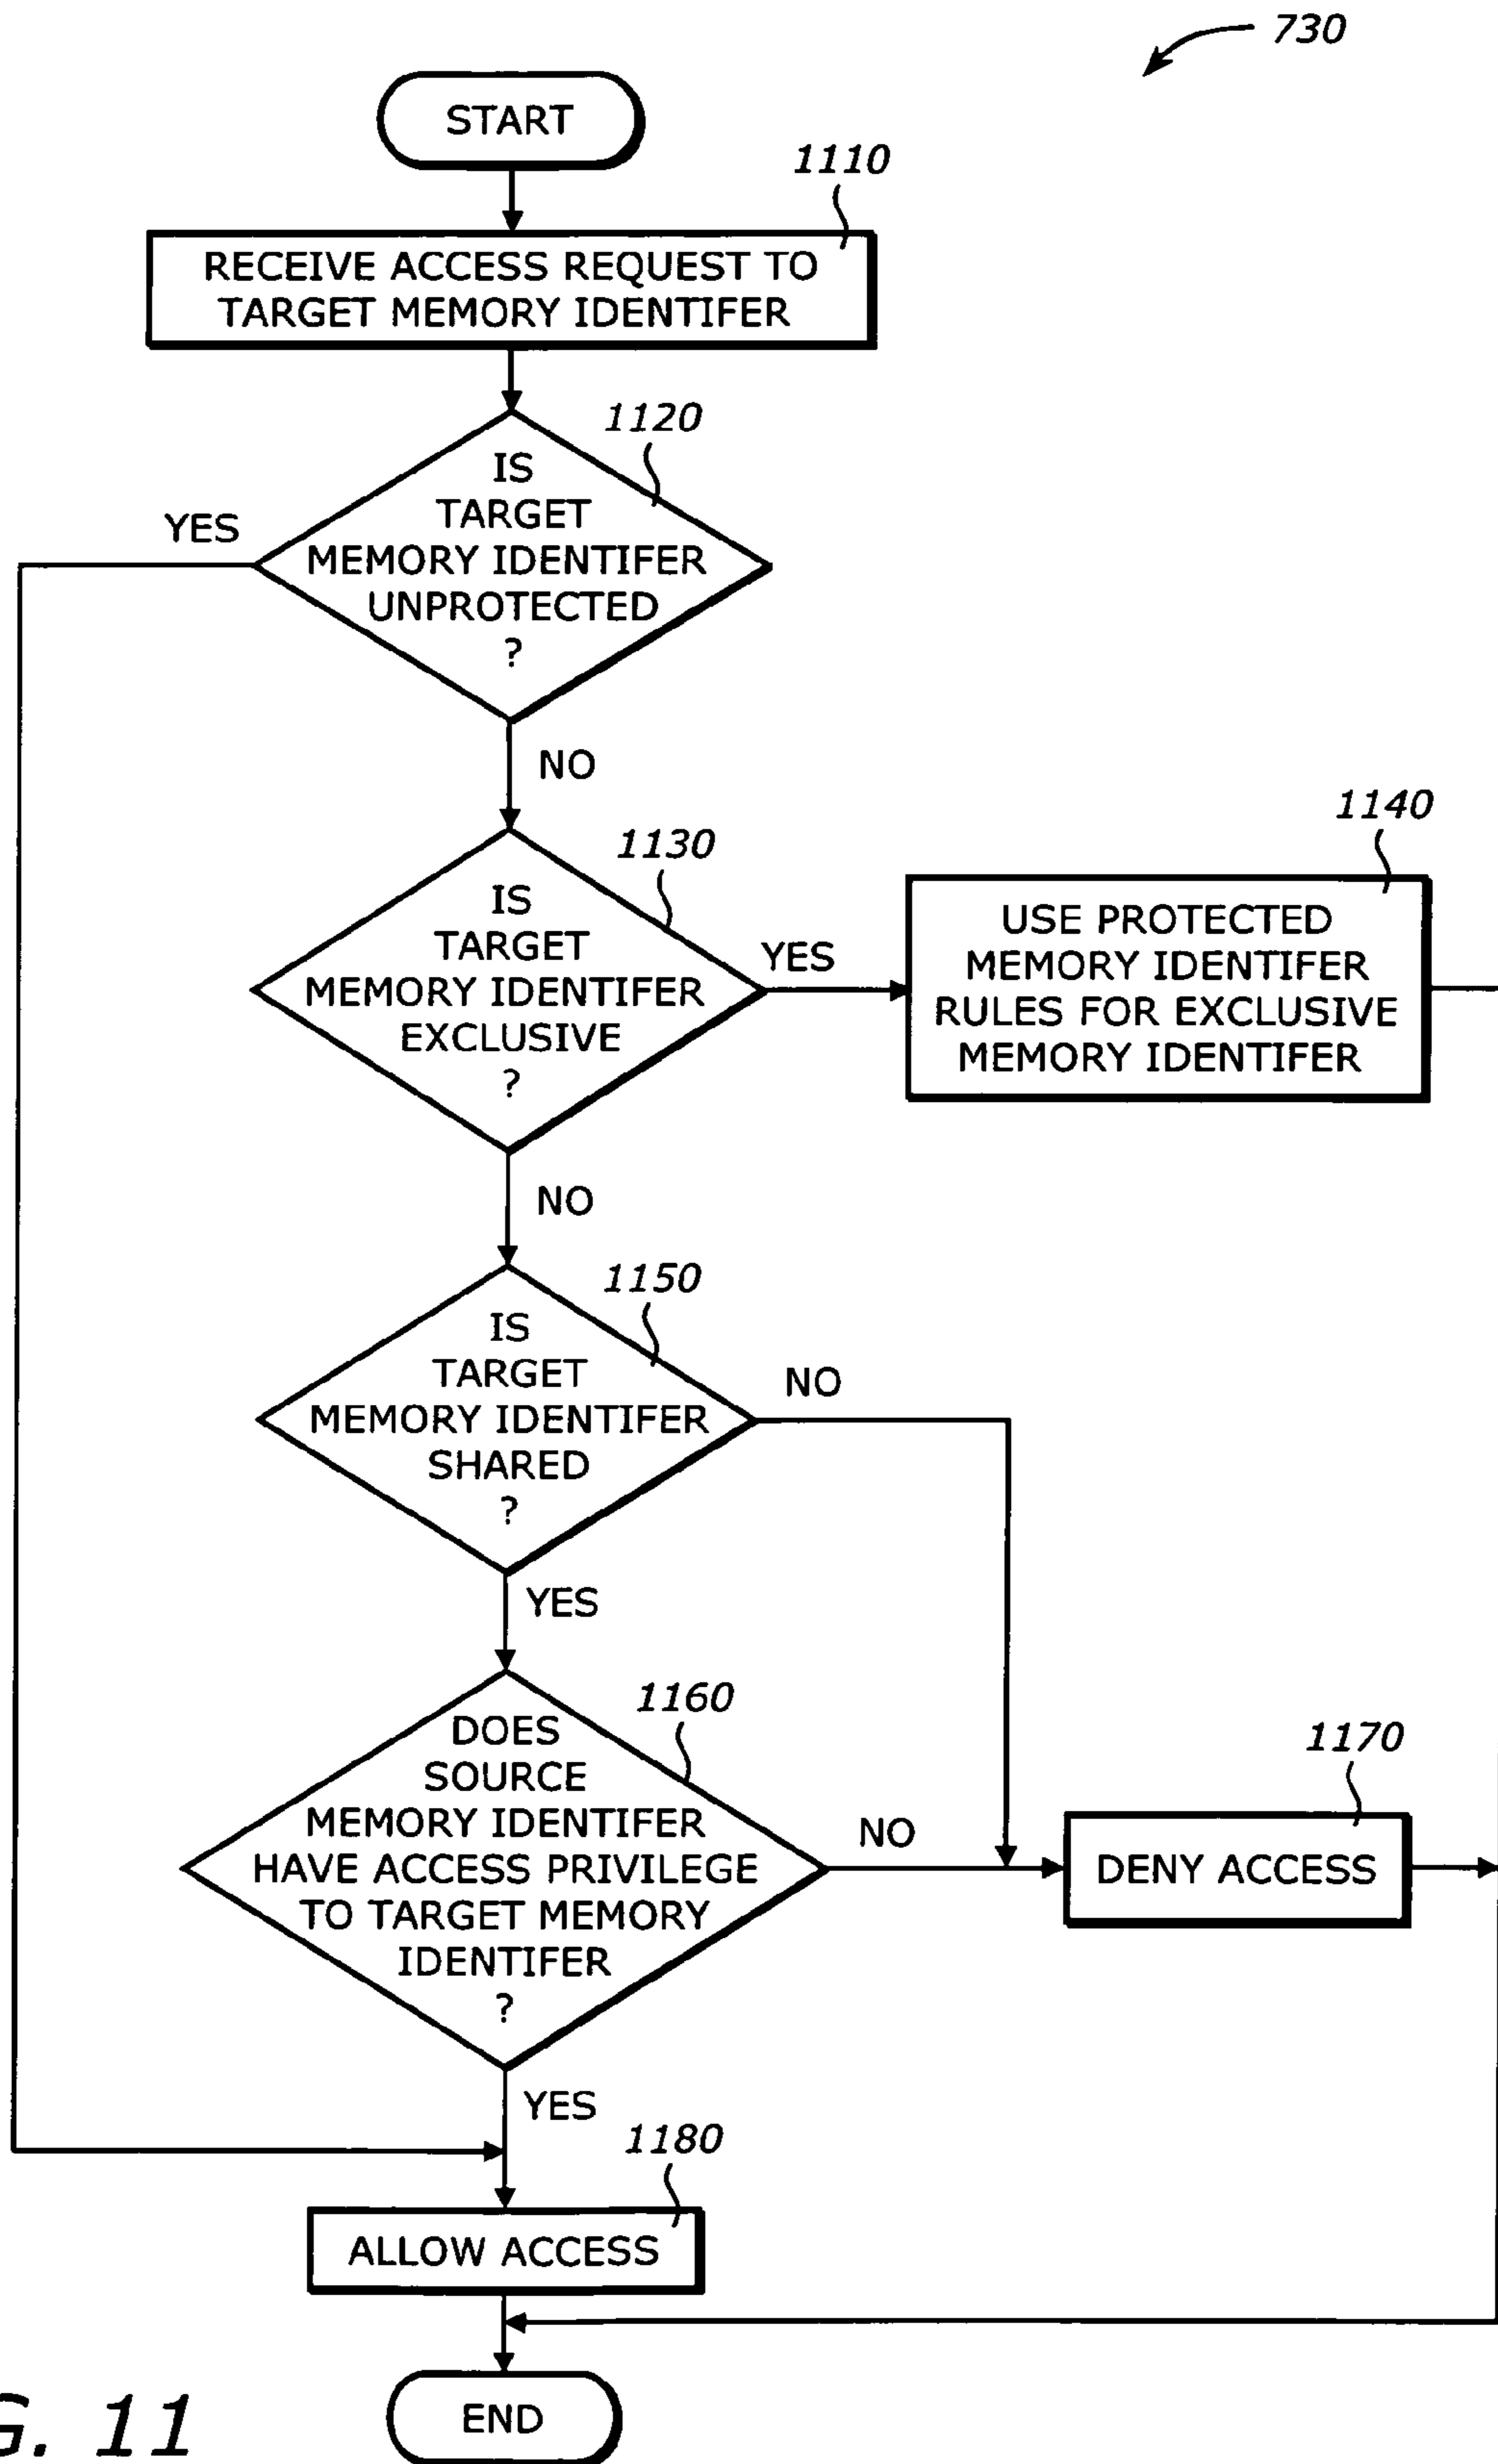 730
START
1110
RECEIVE ACCESS REQUEST TO
TARGET MEMORY IDENTIFER
1120
IS
TARGET
MEMORY IDENTIFER
UNPROTECTED
?
YES
NO
1130
IS
TARGET
MEMORY IDENTIFER
EXCLUSIVE
?
YES
1140
USE PROTECTED
MEMORY IDENTIFER
RULES FOR EXCLUSIVE
MEMORY IDENTIFER
NO
1150
IS
TARGET
MEMORY IDENTIFER
SHARED
?
NO
YES
1160
DOES
SOURCE
MEMORY IDENTIFER
HAVE ACCESS PRIVILEGE
TO TARGET MEMORY
IDENTIFER
?
NO
1170
DENY ACCESS
YES
1180
ALLOW ACCESS
END
G. 11